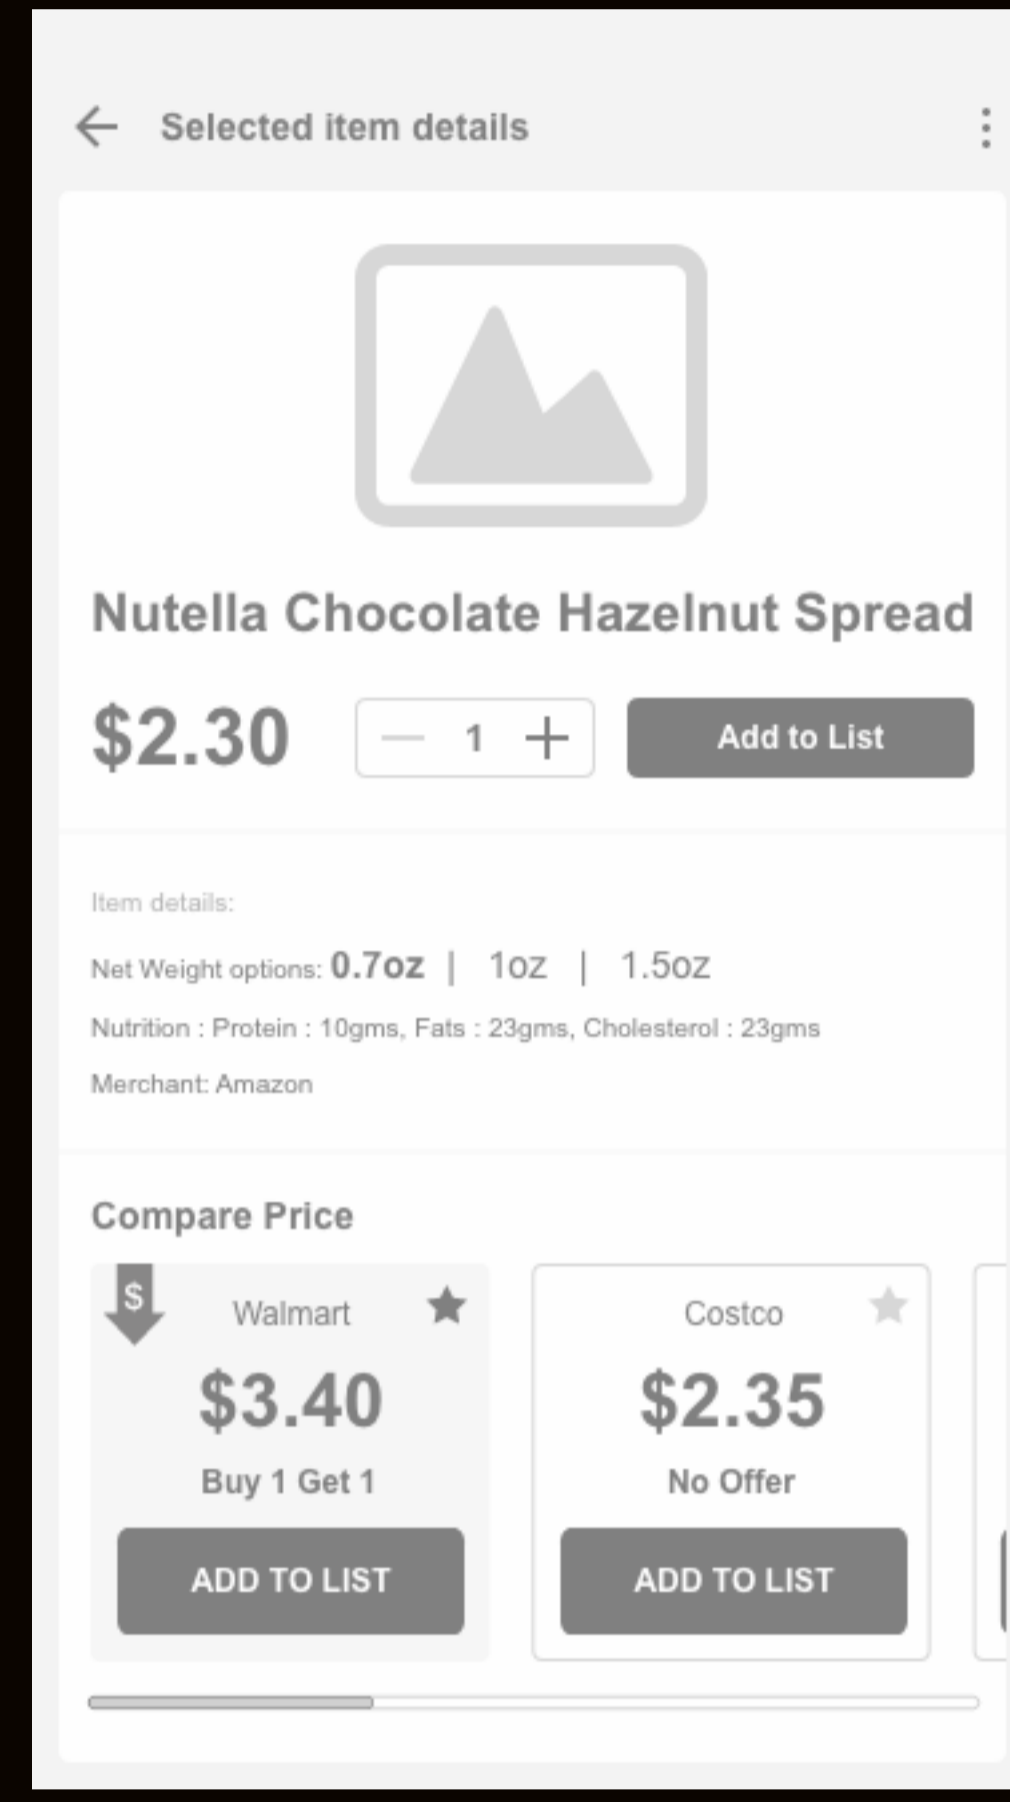 Selected item details
Nutella Chocolate Hazelnut Spread
$2.30 1 Add to List
Item details:
Net Weight options: 0.7oz | 1oz | 1.5oz
Nutrition : Protein : 10gms, Fats : 23gms, Cholesterol : 23gms
Merchant: Amazon
Compare Price
$
Walmart
$3.40
Buy 1 Get 1
ADD TO LIST
Costco
$2.35
No Offer
ADD TO LIST